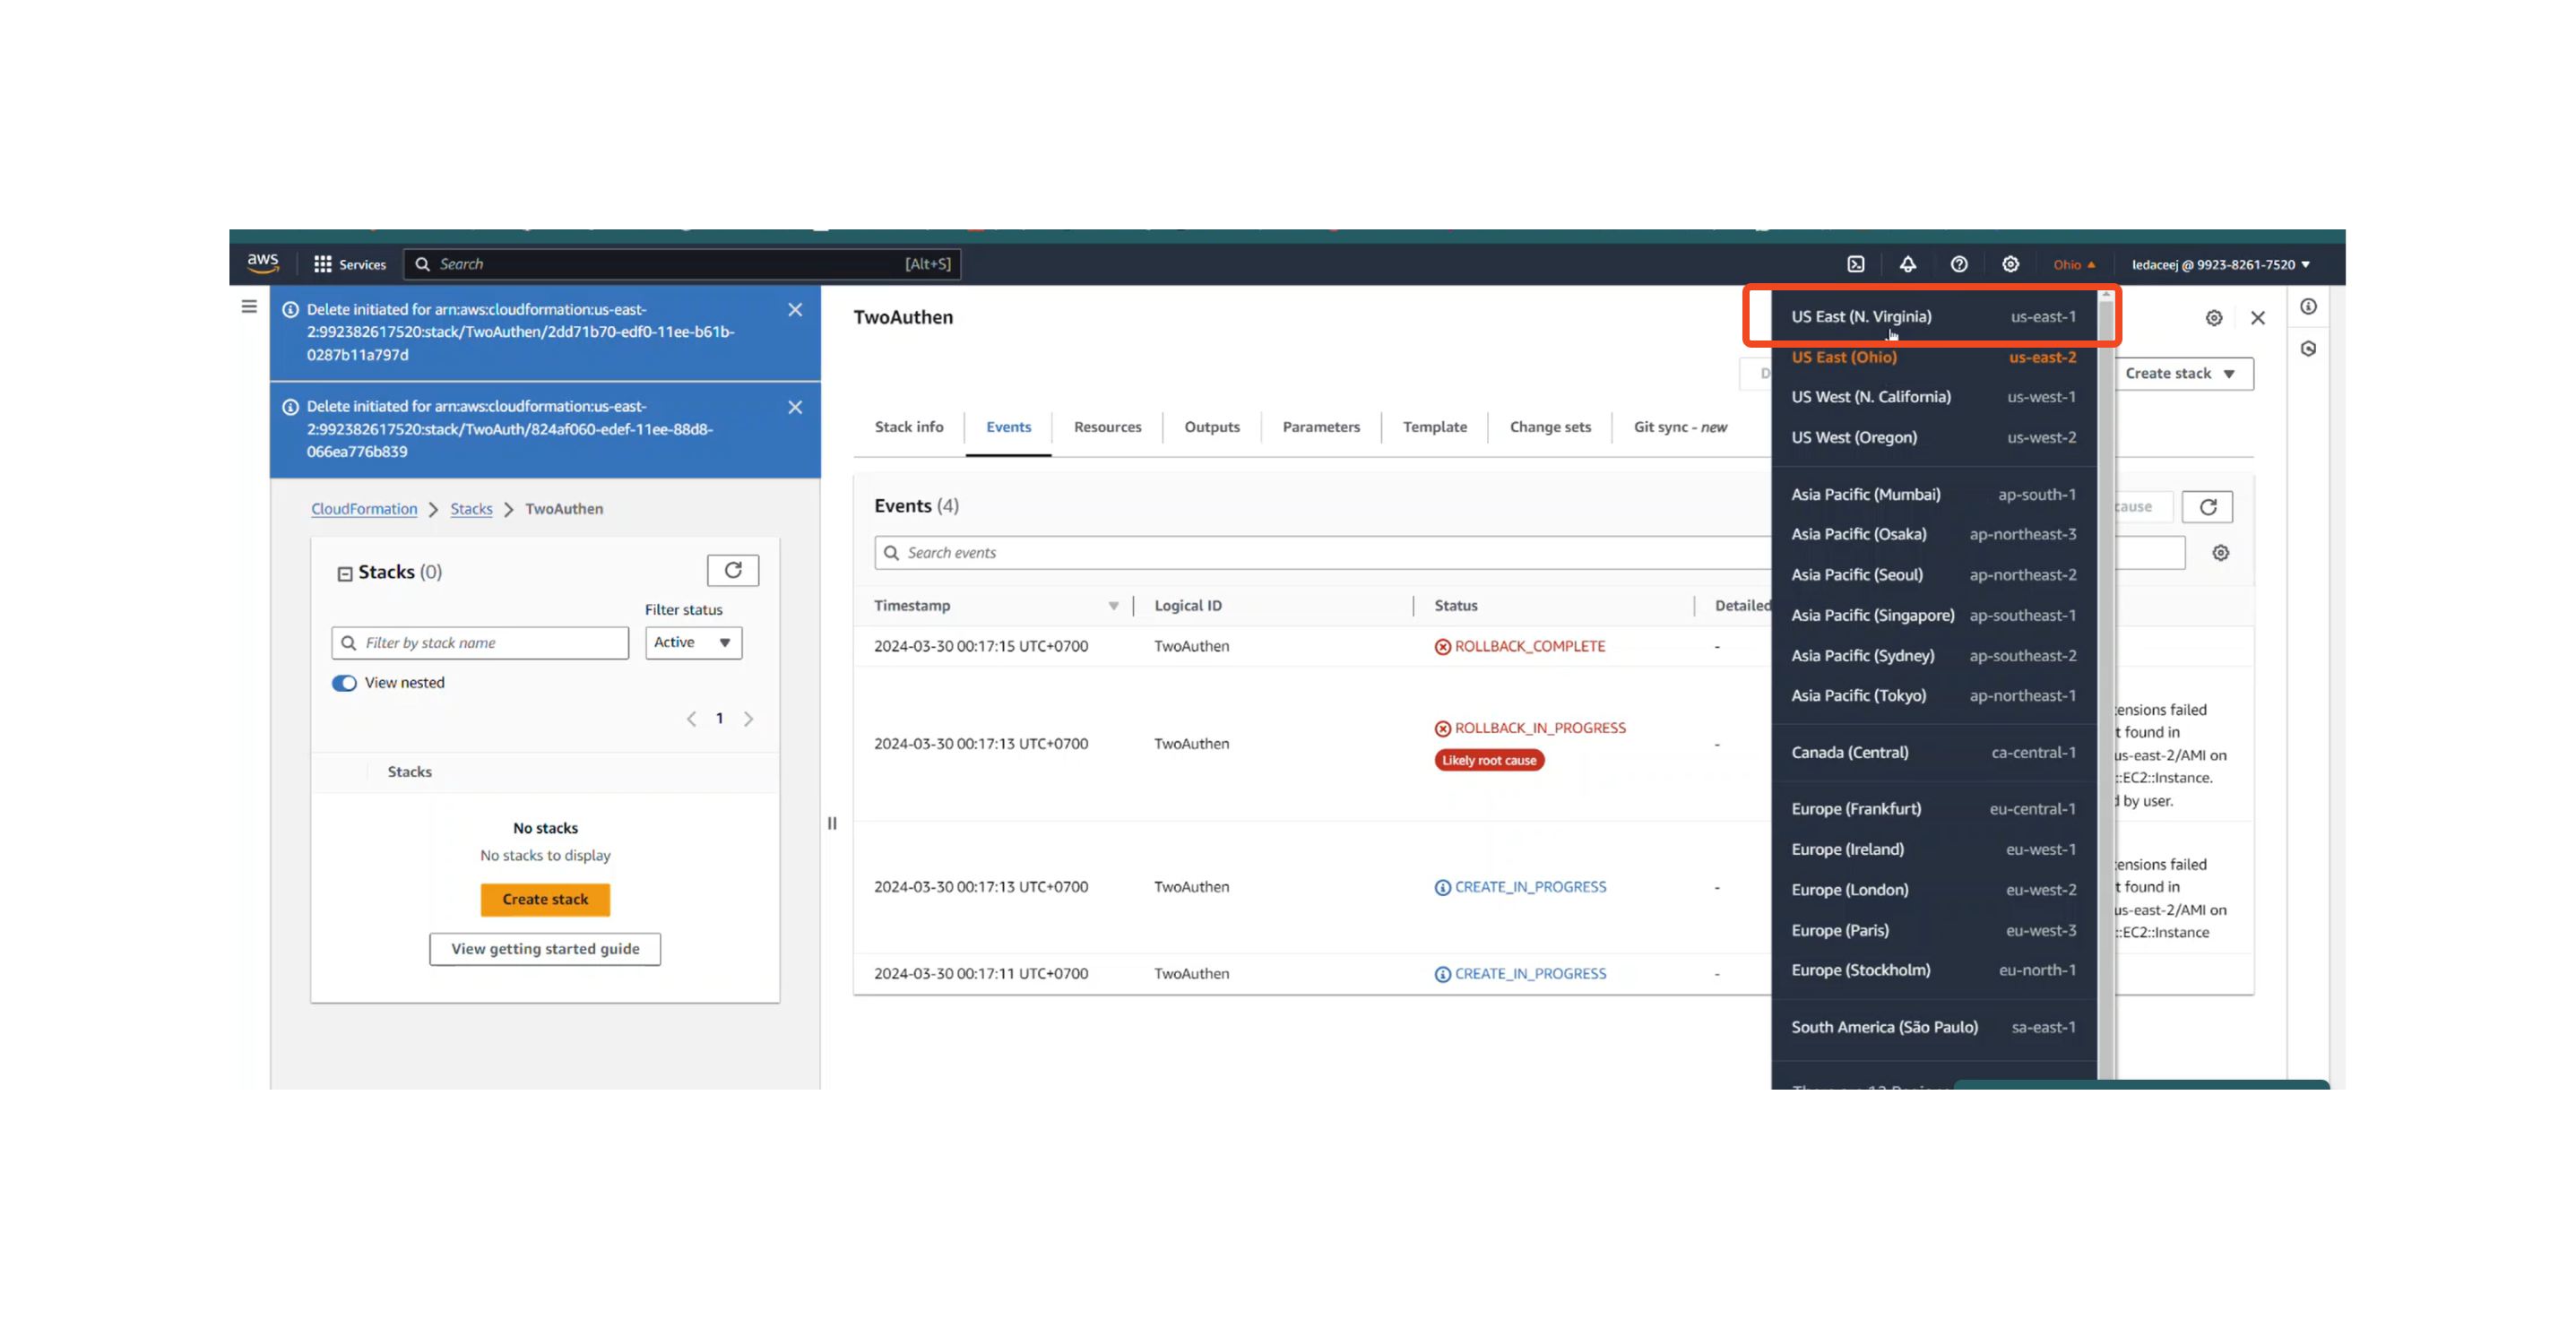 aws
Services
Search
[Alt+S]
Ohio
ledaceej @ 9923-8261-7520
Delete initiated for arn:aws:cloudformation:us-east-
2:992382617520:stack/TwoAuthen/2dd71b70-edf0-11ee-b61b-
0287b11a797d
Delete initiated for arn:aws:cloudformation:us-east-
2:992382617520:stack/TwoAuth/824af060-edef-11ee-88d8-
066ea776b839
CloudFormation
Stacks
TwoAuthen
Stacks (0)
Filter status
Filter by stack name
Active
View nested
1
Stacks
No stacks
No stacks to display
Create stack
View getting started guide
TwoAuthen
Create stack
Stack info
Events
Resources
Outputs
Parameters
Template
Change sets
Git sync - new
Events (4)
cause
Search events
Timestamp
Logical ID
Status
Detailed
2024-03-30 00:17:15 UTC+0700
TwoAuthen
ROLLBACK_COMPLETE
-
2024-03-30 00:17:13 UTC+0700
TwoAuthen
ROLLBACK_IN_PROGRESS
Likely root cause
-
ensions failed
t found in
us-east-2/AMI on
::EC2::Instance.
d by user.
2024-03-30 00:17:13 UTC+0700
TwoAuthen
CREATE_IN_PROGRESS
-
ensions failed
t found in
us-east-2/AMI on
::EC2::Instance
2024-03-30 00:17:11 UTC+0700
TwoAuthen
CREATE_IN_PROGRESS
-
US East (N. Virginia) us-east-1
US East (Ohio) us-east-2
US West (N. California) us-west-1
US West (Oregon) us-west-2
Asia Pacific (Mumbai) ap-south-1
Asia Pacific (Osaka) ap-northeast-3
Asia Pacific (Seoul) ap-northeast-2
Asia Pacific (Singapore) ap-southeast-1
Asia Pacific (Sydney) ap-southeast-2
Asia Pacific (Tokyo) ap-northeast-1
Canada (Central) ca-central-1
Europe (Frankfurt) eu-central-1
Europe (Ireland) eu-west-1
Europe (London) eu-west-2
Europe (Paris) eu-west-3
Europe (Stockholm) eu-north-1
South America (São Paulo) sa-east-1